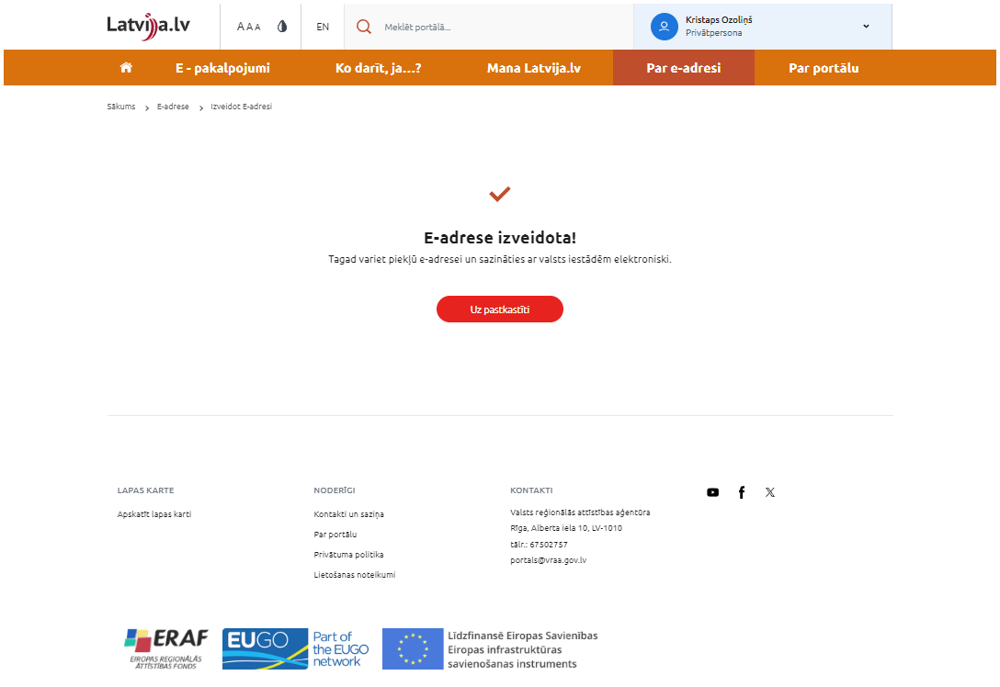 Latvija.lv
A A A
EN
Meklēt portālā...
Kristaps Ozoliņš
Privātpersona
E - pakalpojumi
Ko darīt, ja...?
Mana Latvija.lv
Par e-adresi
Par portālu
Sākums > E-adrese > Izveidot E-adresi
E-adrese izveidota!
Tagad variet piekļū e-adresei un sazināties ar valsts iestādēm elektroniski.
Uz pastkastīti
LAPAS KARTE
Apskatīt lapas karti
NODERĪGI
Kontakti un saziņa
Par portālu
Privātuma politika
Lietošanas noteikumi
KONTAKTI
Valsts reģionālās attīstības aģentūra
Rīga, Alberta iela 10, LV-1010
tālr.: 67502757
portals@vraa.gov.lv
ERAF
EIROPAS REĢIONĀLĀS
ATTĪSTĪBAS FONDS
EUGO
Part of
the EUGO
network
Līdzfinansē Eiropas Savienības
Eiropas infrastruktūras
savienošanas instruments